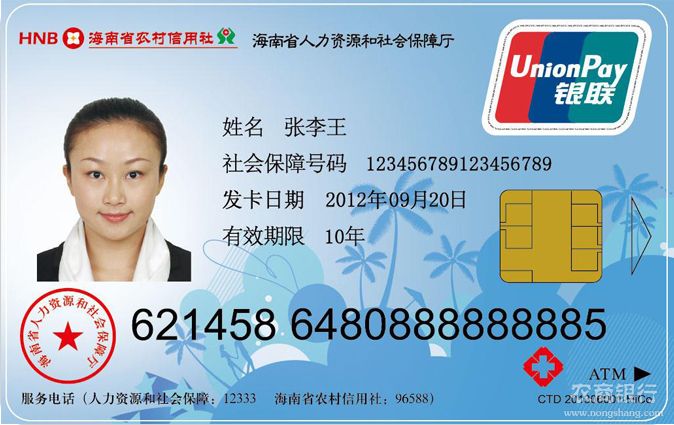 HNB 海南省农村信用社 海南省人力资源和社会保障厅
UnionPay
银联
姓名 张李王
社会保障号码 123456789123456789
发卡日期 2012年09月20日
有效期限 10年
海南省人力资源和社会保障厅
621458 6480888888885
ATM
服务电话（人力资源和社会保障：12333 海南省农村信用社：96588）
农商银行
www.nongshang.com